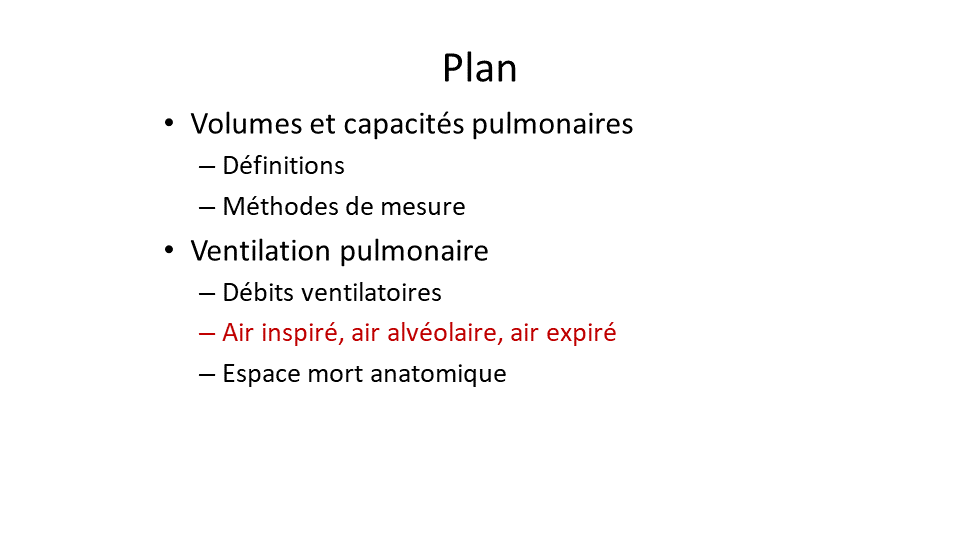 Plan
• Volumes et capacités pulmonaires
– Définitions
– Méthodes de mesure
• Ventilation pulmonaire
– Débits ventilatoires
– Air inspiré, air alvéolaire, air expiré
– Espace mort anatomique